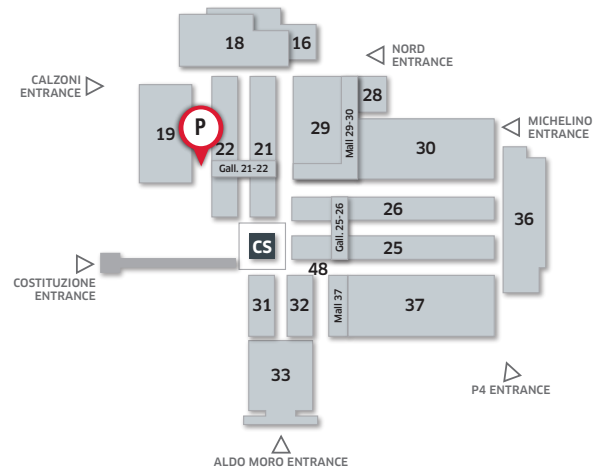 18
16
NORD
ENTRANCE
CALZONI
ENTRANCE
28
MICHELINO
ENTRANCE
19
P
22
21
29
Mall 29-30
30
Gall. 21-22
26
Gall. 25-26
36
CS
25
48
COSTITUZIONE
ENTRANCE
31
32
Mall 37
37
33
P4 ENTRANCE
ALDO MORO ENTRANCE